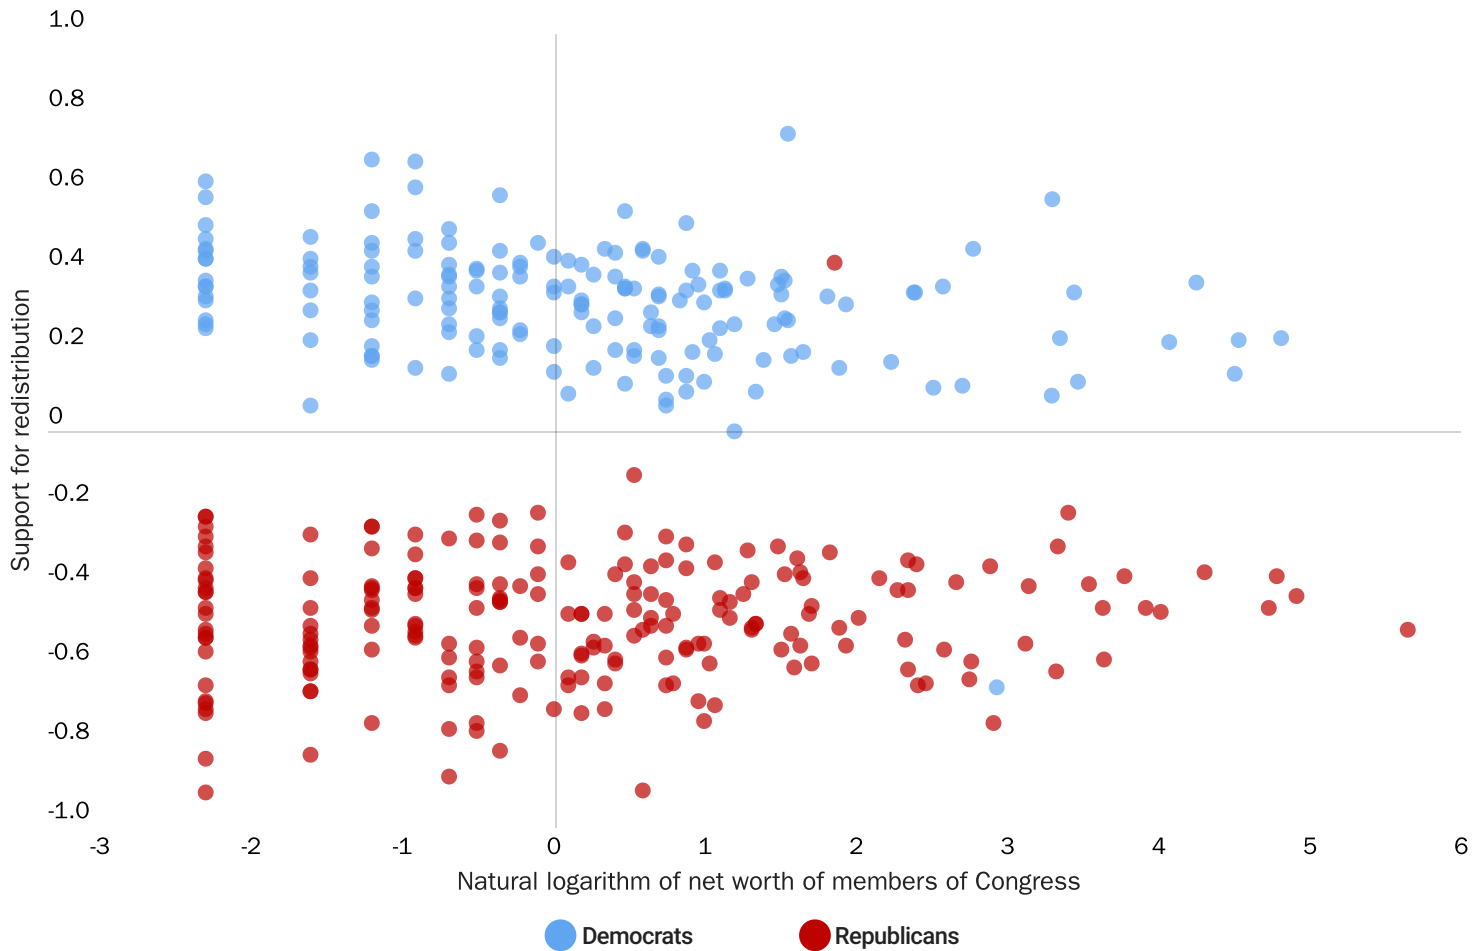 1.0
0.8
0.6
0.4
0.2
0
-0.2
-0.4
-0.6
-0.8
-1.0
Support for redistribution
-3 -2 -1 0 1 2 3 4 5 6
Natural logarithm of net worth of members of Congress
Democrats Republicans